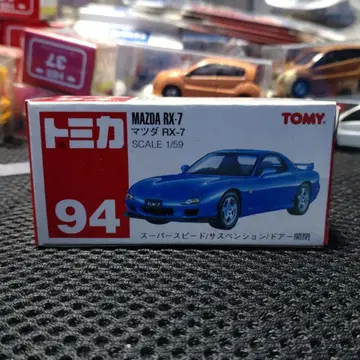 トミカ
94
MAZDA RX-7
マツダ RX-7
SCALE 1/59
TOMY
スーパースピード/サスペンション/ドアー開閉
37